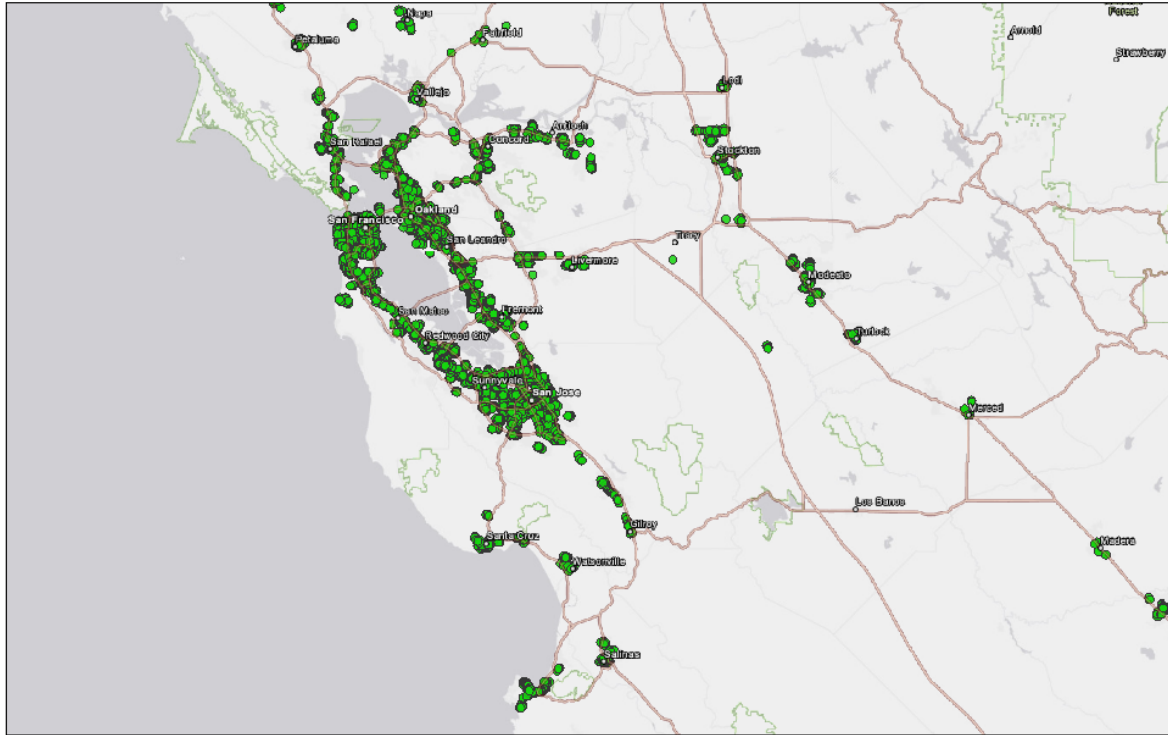 Forest
Napa
Arnold
Petaluma
Fairfield
Strawberry
Lodi
Vallejo
Antioch
San Rafael
Concord
Stockton
Oakland
San Francisco
San Leandro
Tracy
Livermore
Modesto
Fremont
San Mateo
Redwood City
Turlock
Sunnyvale
San Jose
Merced
Los Banos
Gilroy
Santa Cruz
Madera
Watsonville
Salinas